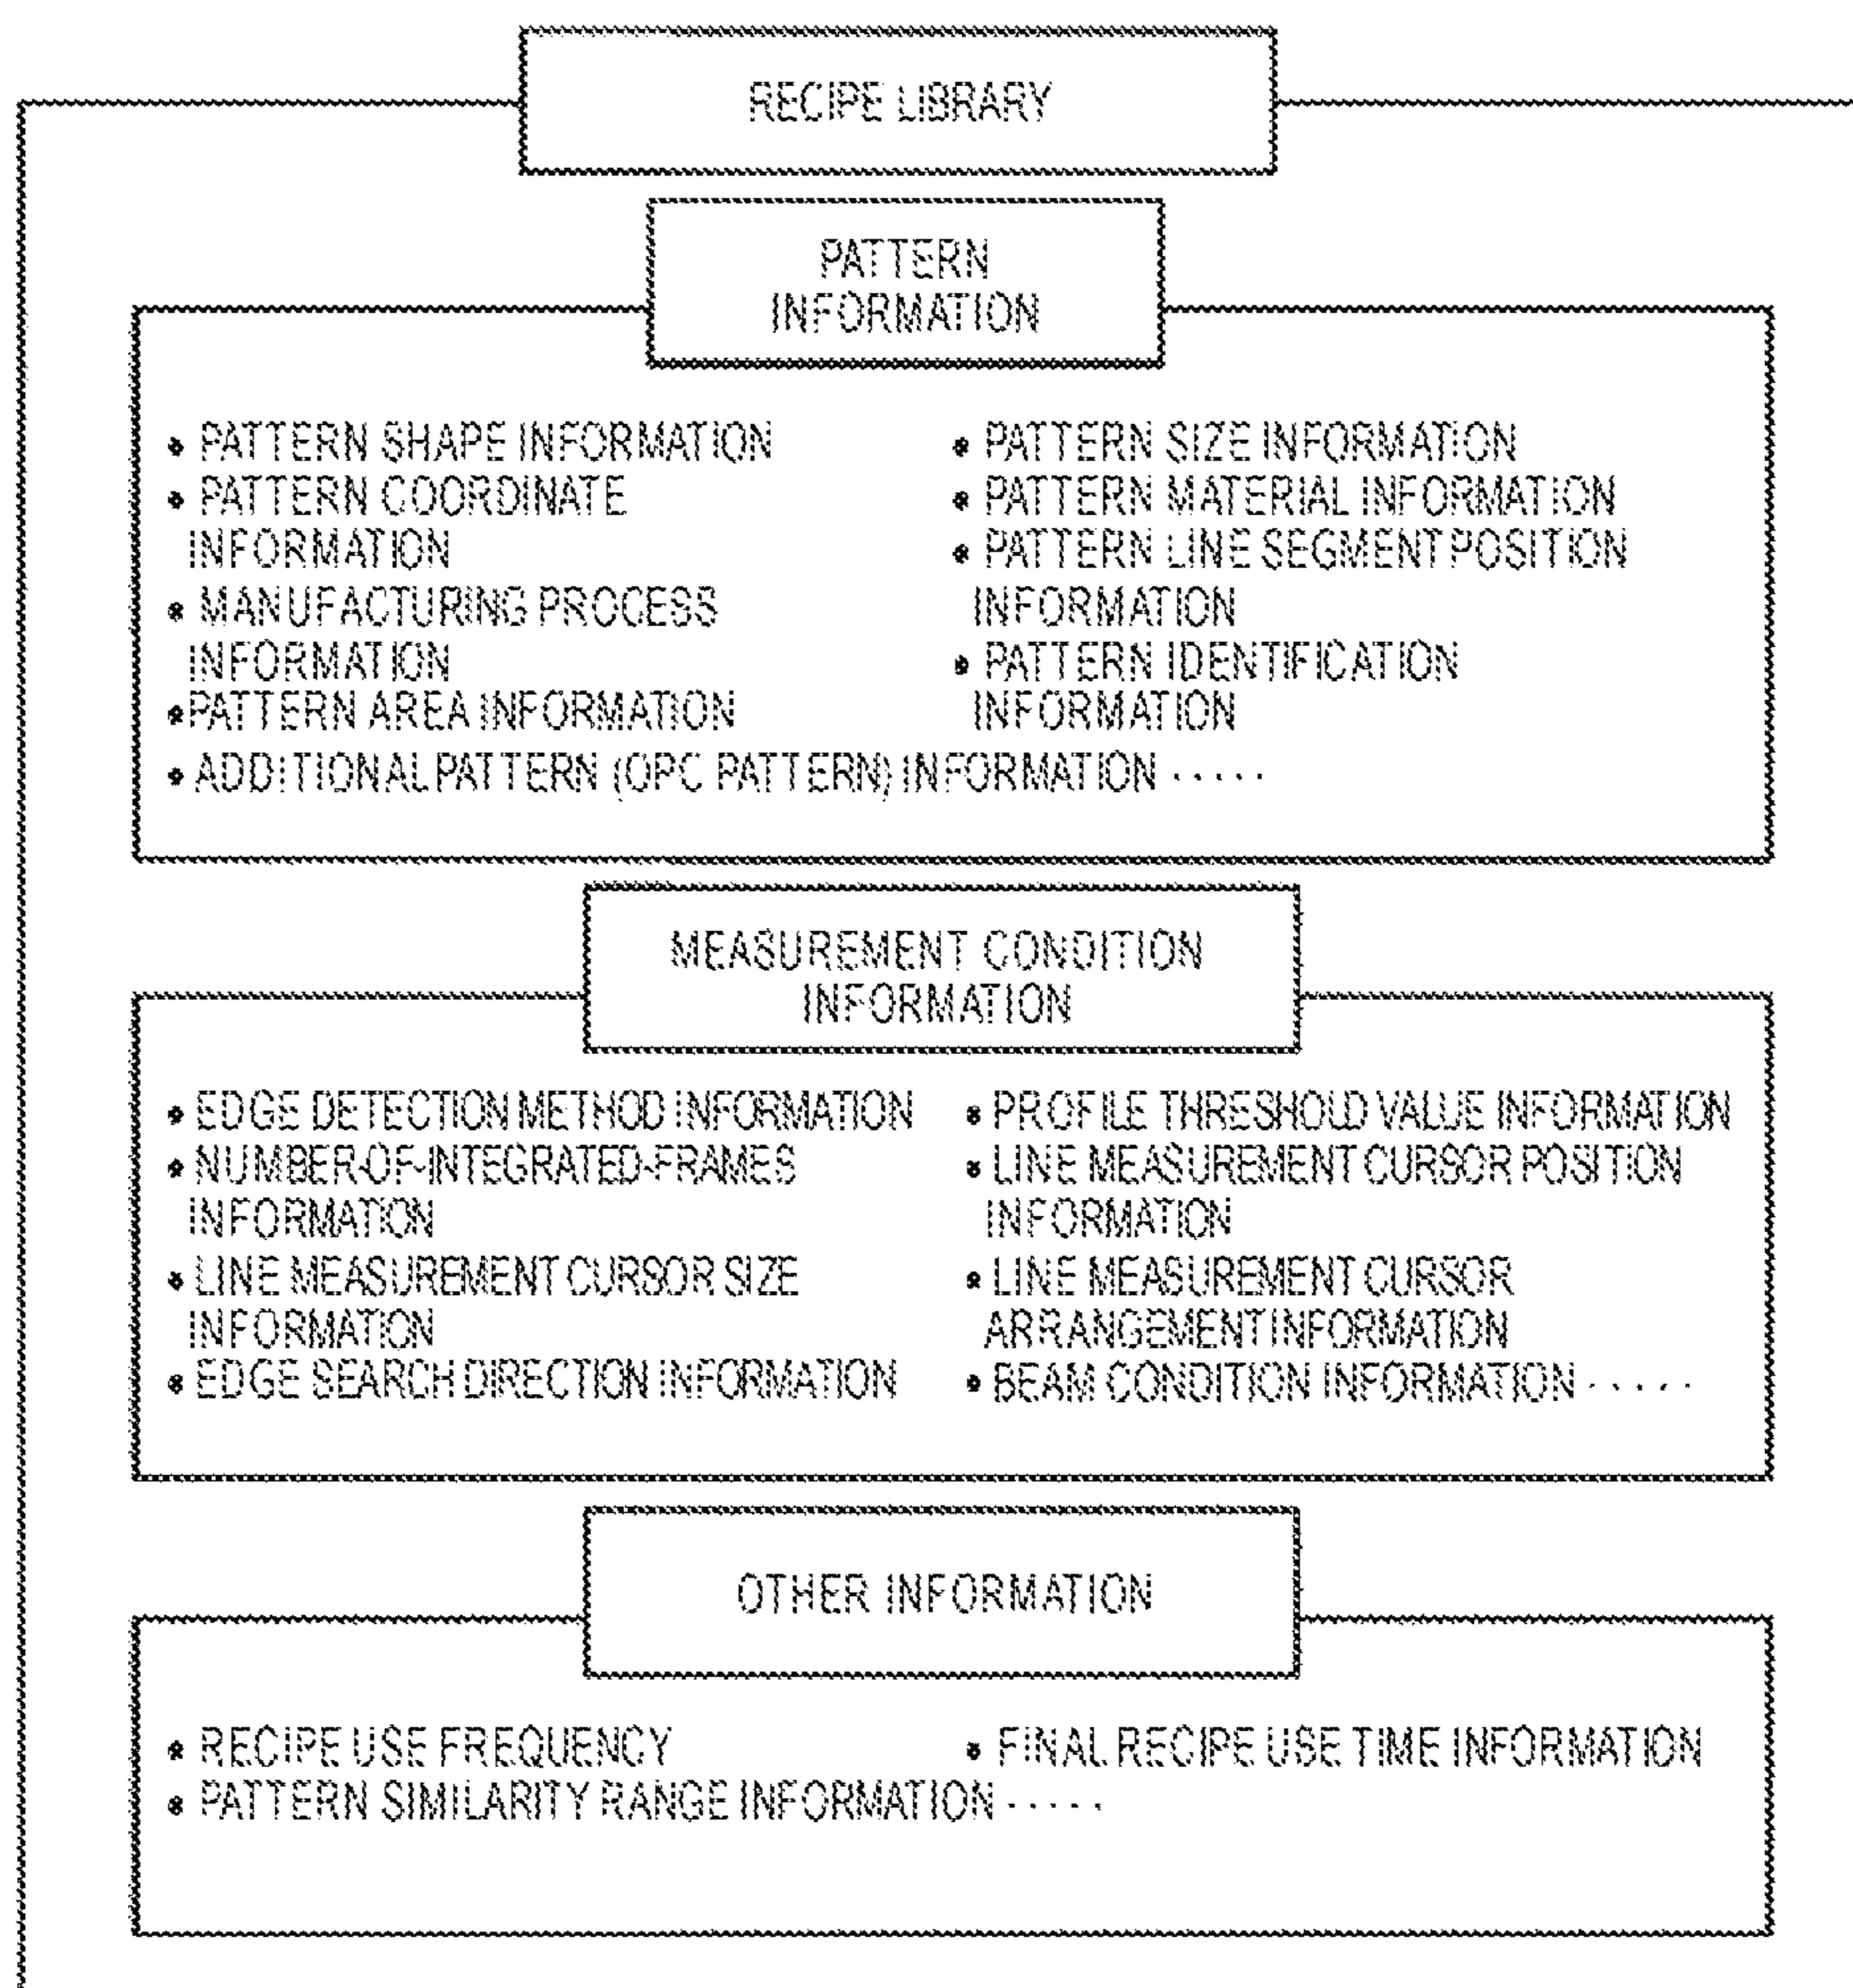 RECIPE LIBRARY
PATTERN
INFORMATION
• PATTERN SHAPE INFORMATION
• PATTERN COORDINATE
INFORMATION
• MANUFACTURING PROCESS
INFORMATION
• PATTERN AREA INFORMATION
• PATTERN SIZE INFORMATION
• PATTERN MATERIAL INFORMATION
• PATTERN LINE SEGMENT POSITION
INFORMATION
• PATTERN IDENTIFICATION
INFORMATION
• ADDITIONAL PATTERN (OPC PATTERN) INFORMATION .....
MEASUREMENT CONDITION
INFORMATION
• EDGE DETECTION METHOD INFORMATION
• NUMBER-OF-INTEGRATED-FRAMES
INFORMATION
• LINE MEASUREMENT CURSOR SIZE
INFORMATION
• EDGE SEARCH DIRECTION INFORMATION
• PROFILE THRESHOLD VALUE INFORMATION
• LINE MEASUREMENT CURSOR POSITION
INFORMATION
• LINE MEASUREMENT CURSOR
ARRANGEMENT INFORMATION
• BEAM CONDITION INFORMATION .....
OTHER INFORMATION
• RECIPE USE FREQUENCY
• FINAL RECIPE USE TIME INFORMATION
• PATTERN SIMILARITY RANGE INFORMATION .....